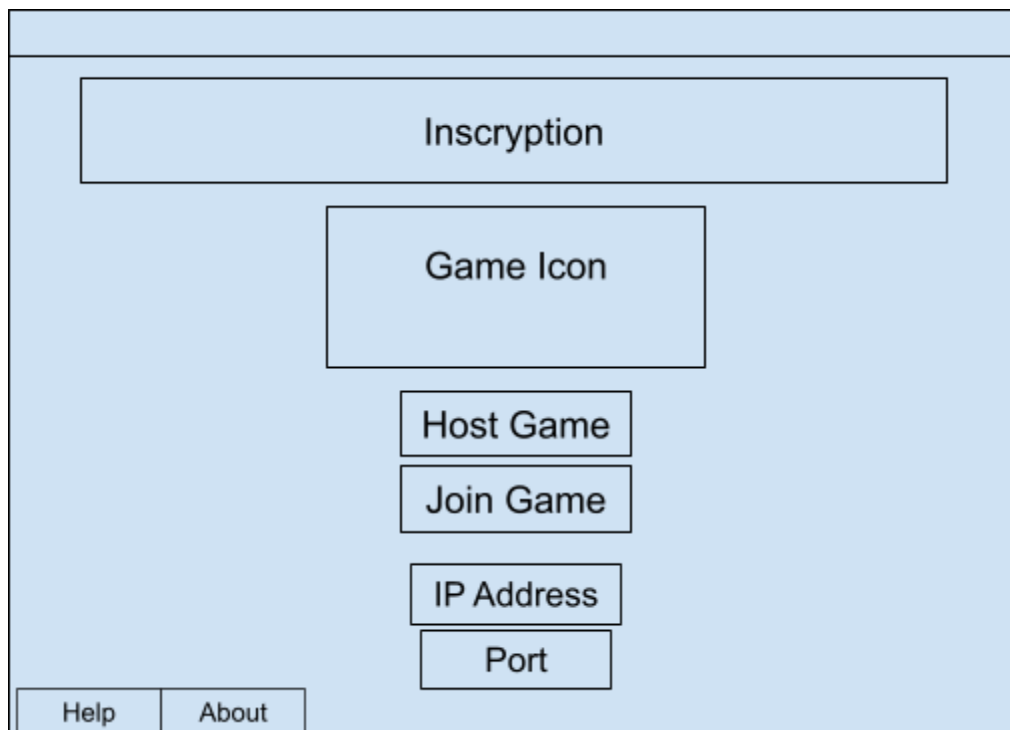 Inscryption
Game Icon
Host Game
Join Game
IP Address
Port
Help About